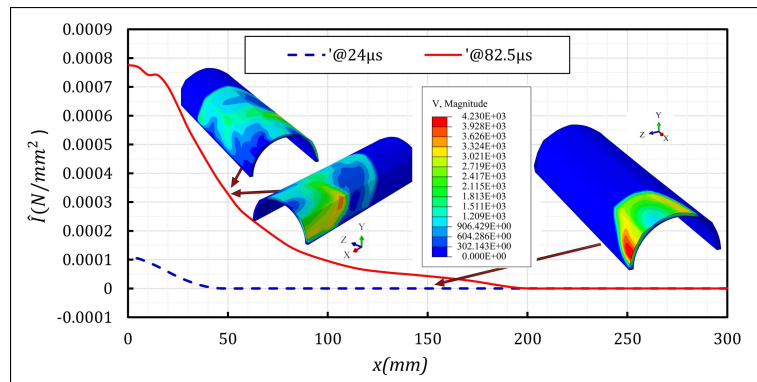 0.0009
0.0008
0.0007
0.0006
0.0005
0.0004
0.0003
0.0002
0.0001
0
-0.0001
Î(N/mm²)
'@24µs '@82.5µs
V, Magnitude
4.230E+03
3.928E+03
3.626E+03
3.324E+03
3.021E+03
2.719E+03
2.417E+03
2.115E+03
1.813E+03
1.511E+03
1.209E+03
906.429E+00
604.286E+00
302.143E+00
0.000E+00
Y
Z
X
Y
Z
X
0 50 100 150 200 250 300
x(mm)